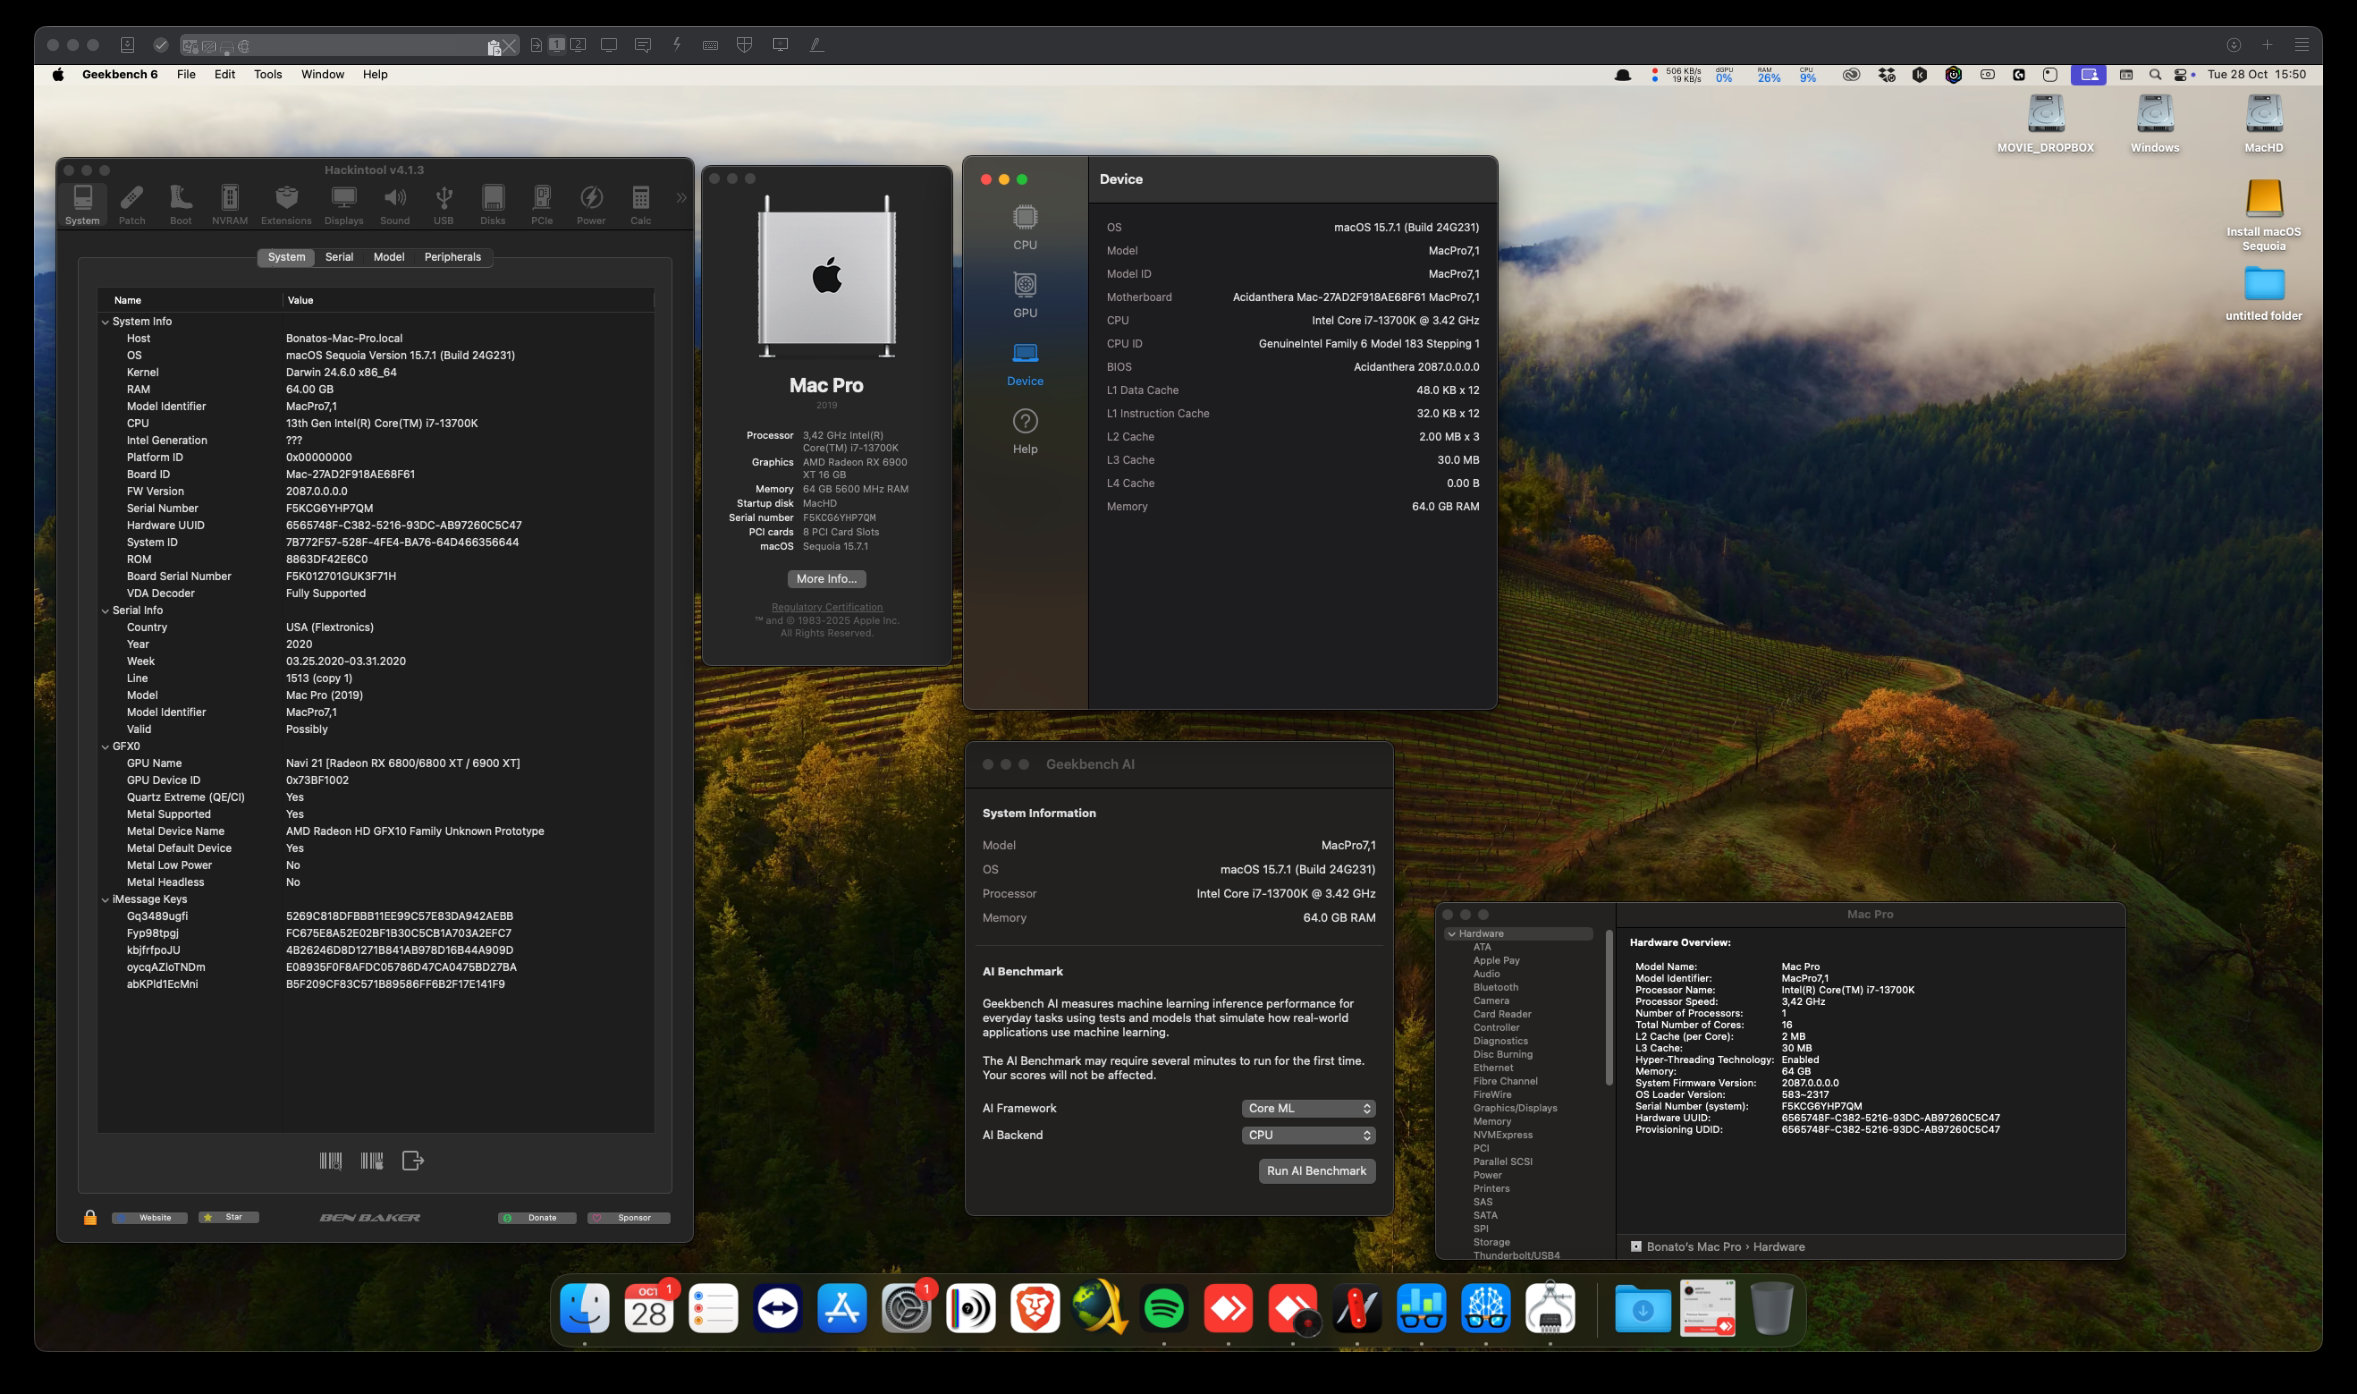 1 2
Geekbench 6 File Edit Tools Window Help
506 KB/s
19 KB/s
dGPU
0%
RAM
26%
CPU
9%
Tue 28 Oct 15:50
MOVIE_DROPBOX
Windows
MacHD
Install macOS
Sequoia
untitled folder
Hackintool v4.1.3
System Patch Boot NVRAM Extensions Displays Sound USB Disks PCIe Power Calc
System Serial Model Peripherals
Name Value
System Info
Host Bonatos-Mac-Pro.local
OS macOS Sequoia Version 15.7.1 (Build 24G231)
Kernel Darwin 24.6.0 x86_64
RAM 64.00 GB
Model Identifier MacPro7,1
CPU 13th Gen Intel(R) Core(TM) i7-13700K
Intel Generation ???
Platform ID 0x00000000
Board ID Mac-27AD2F918AE68F61
FW Version 2087.0.0.0.0
Serial Number F5KCG6YHP7QM
Hardware UUID 6565748F-C382-5216-93DC-AB97260C5C47
System ID 7B772F57-528F-4FE4-BA76-64D466356644
ROM 8863DF42E6C0
Board Serial Number F5K012701GUK3F71H
VDA Decoder Fully Supported
Serial Info
Country USA (Flextronics)
Year 2020
Week 03.25.2020-03.31.2020
Line 1513 (copy 1)
Model Mac Pro (2019)
Model Identifier MacPro7,1
Valid Possibly
GFX0
GPU Name Navi 21 [Radeon RX 6800/6800 XT / 6900 XT]
GPU Device ID 0x73BF1002
Quartz Extreme (QE/CI) Yes
Metal Supported Yes
Metal Device Name AMD Radeon HD GFX10 Family Unknown Prototype
Metal Default Device Yes
Metal Low Power No
Metal Headless No
iMessage Keys
Gq3489ugfi 5269C818DFBBB11EE99C57E83DA942AEBB
Fyp98tpgj FC675E8A52E02BF1B30C5CB1A703A2EFC7
kbjfrfpoJU 4B26246D8D1271B841AB978D16B44A909D
oycqAZloTNDm E08935F0F8AFDC05786D47CA0475BD27BA
abKPld1EcMni B5F209CF83C571B89586FF6B2F17E141F9
Website Star BEN BAKER Donate Sponsor
Mac Pro
2019
Processor 3,42 GHz Intel(R)
Core(TM) i7-13700K
Graphics AMD Radeon RX 6900
XT 16 GB
Memory 64 GB 5600 MHz RAM
Startup disk MacHD
Serial number F5KCG6YHP7QM
PCI cards 8 PCI Card Slots
macOS Sequoia 15.7.1
More Info...
Regulatory Certification
™ and © 1983-2025 Apple Inc.
All Rights Reserved.
CPU
GPU
Device
Help
Device
OS macOS 15.7.1 (Build 24G231)
Model MacPro7,1
Model ID MacPro7,1
Motherboard Acidanthera Mac-27AD2F918AE68F61 MacPro7,1
CPU Intel Core i7-13700K @ 3.42 GHz
CPU ID GenuineIntel Family 6 Model 183 Stepping 1
BIOS Acidanthera 2087.0.0.0.0
L1 Data Cache 48.0 KB x 12
L1 Instruction Cache 32.0 KB x 12
L2 Cache 2.00 MB x 3
L3 Cache 30.0 MB
L4 Cache 0.00 B
Memory 64.0 GB RAM
Geekbench AI
System Information
Model MacPro7,1
OS macOS 15.7.1 (Build 24G231)
Processor Intel Core i7-13700K @ 3.42 GHz
Memory 64.0 GB RAM
AI Benchmark
Geekbench AI measures machine learning inference performance for
everyday tasks using tests and models that simulate how real-world
applications use machine learning.
The AI Benchmark may require several minutes to run for the first time.
Your scores will not be affected.
AI Framework Core ML
AI Backend CPU
Run AI Benchmark
Mac Pro
Hardware
ATA
Apple Pay
Audio
Bluetooth
Camera
Card Reader
Controller
Diagnostics
Disc Burning
Ethernet
Fibre Channel
FireWire
Graphics/Displays
Memory
NVMExpress
PCI
Parallel SCSI
Power
Printers
SAS
SATA
SPI
Storage
Thunderbolt/USB4
Hardware Overview:
Model Name: Mac Pro
Model Identifier: MacPro7,1
Processor Name: Intel(R) Core(TM) i7-13700K
Processor Speed: 3,42 GHz
Number of Processors: 1
Total Number of Cores: 16
L2 Cache (per Core): 2 MB
L3 Cache: 30 MB
Hyper-Threading Technology: Enabled
Memory: 64 GB
System Firmware Version: 2087.0.0.0.0
OS Loader Version: 583~2317
Serial Number (system): F5KCG6YHP7QM
Hardware UUID: 6565748F-C382-5216-93DC-AB97260C5C47
Provisioning UDID: 6565748F-C382-5216-93DC-AB97260C5C47
Bonato's Mac Pro › Hardware
OCT 1
28
1